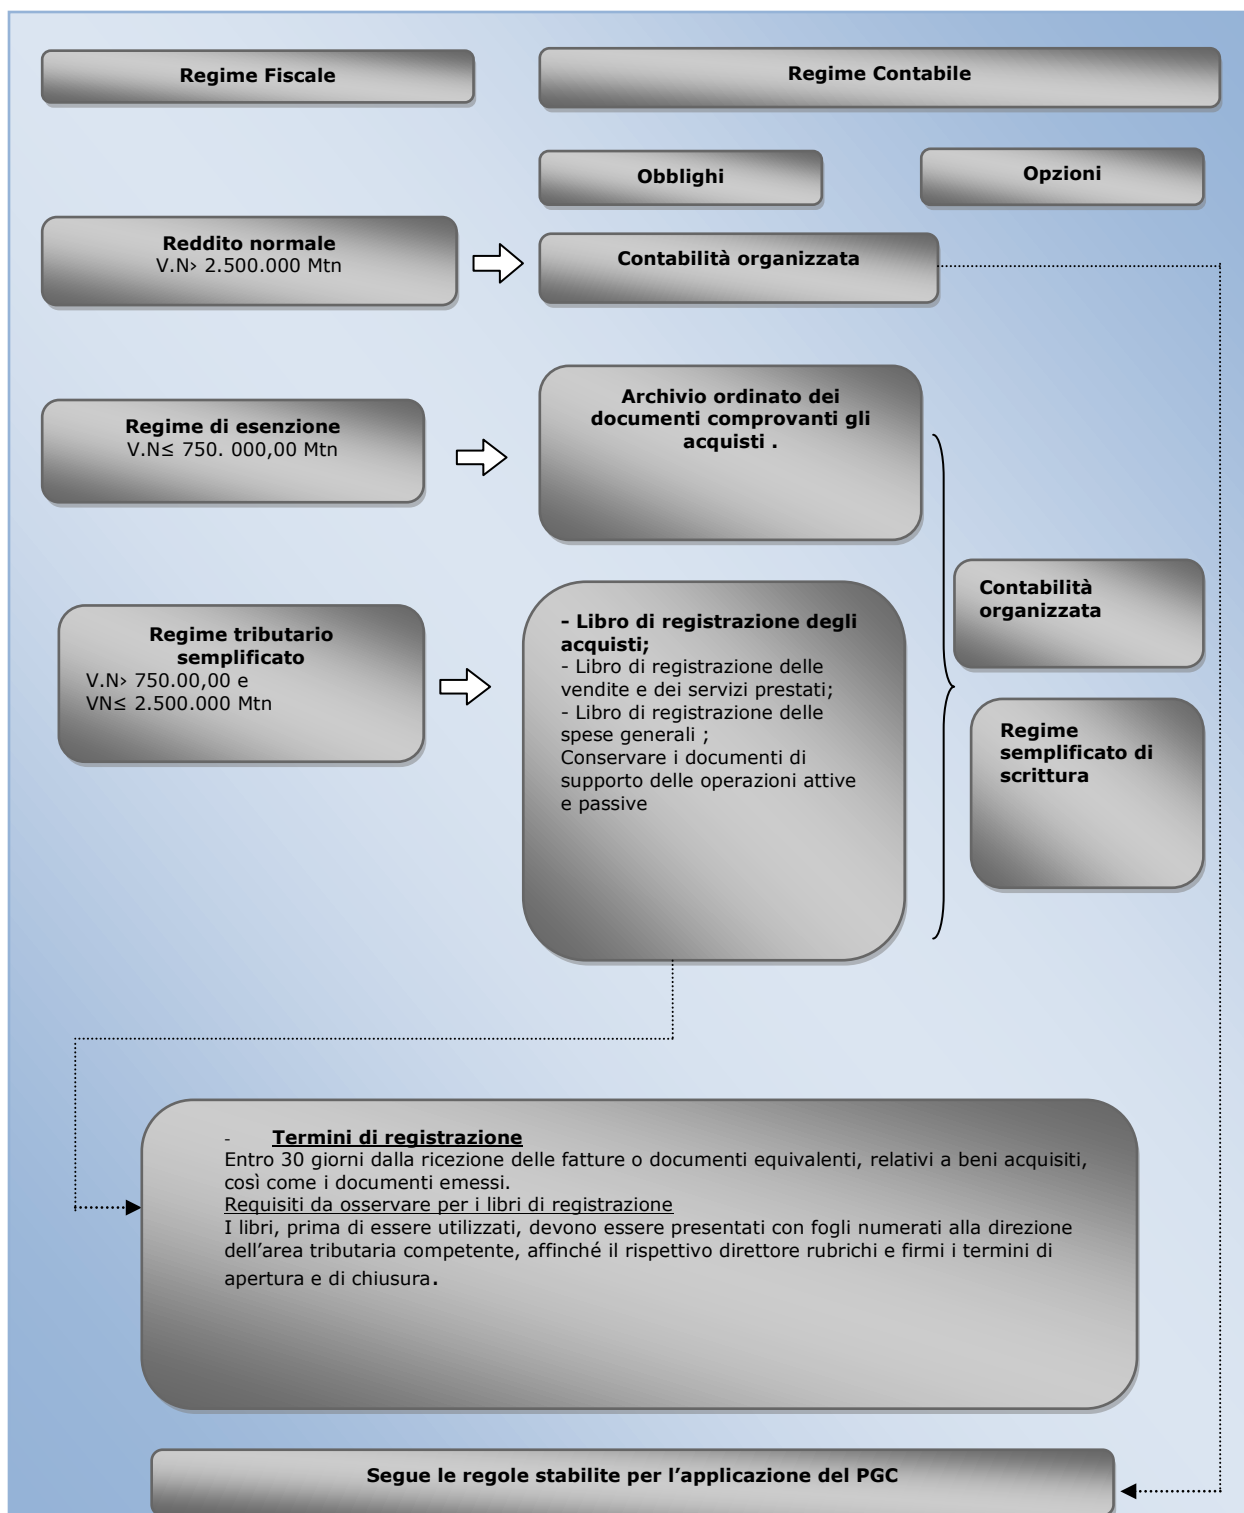 Regime Fiscale
Regime Contabile
Obblighi
Opzioni
Reddito normale
V.N› 2.500.000 Mtn
Contabilità organizzata
Regime di esenzione
V.N≤ 750. 000,00 Mtn
Archivio ordinato dei
documenti comprovanti gli
acquisti .
Regime tributario
semplificato
V.N› 750.00,00 e
VN≤ 2.500.000 Mtn
- Libro di registrazione degli
acquisti;
- Libro di registrazione delle
vendite e dei servizi prestati;
- Libro di registrazione delle
spese generali ;
Conservare i documenti di
supporto delle operazioni attive
e passive
Contabilità
organizzata
Regime
semplificato di
scrittura
- Termini di registrazione
Entro 30 giorni dalla ricezione delle fatture o documenti equivalenti, relativi a beni acquisiti,
così come i documenti emessi.
Requisiti da osservare per i libri di registrazione
I libri, prima di essere utilizzati, devono essere presentati con fogli numerati alla direzione
dell’area tributaria competente, affinché il rispettivo direttore rubrichi e firmi i termini di
apertura e di chiusura.
Segue le regole stabilite per l’applicazione del PGC